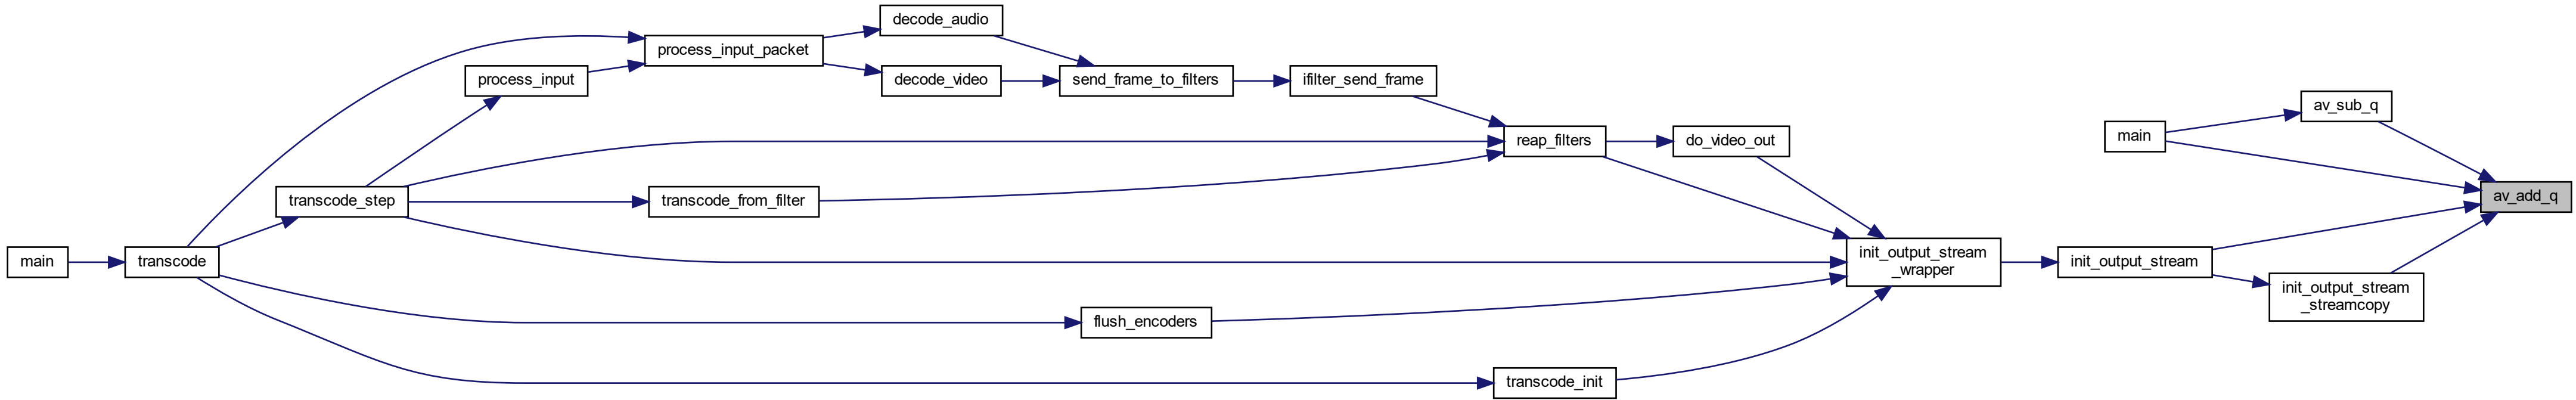 decode_audio
process_input_packet
process_input
decode_video
send_frame_to_filters
ifilter_send_frame
av_sub_q
main
reap_filters
do_video_out
transcode_step
transcode_from_filter
av_add_q
main
transcode
init_output_stream
_wrapper
init_output_stream
init_output_stream
_streamcopy
flush_encoders
transcode_init